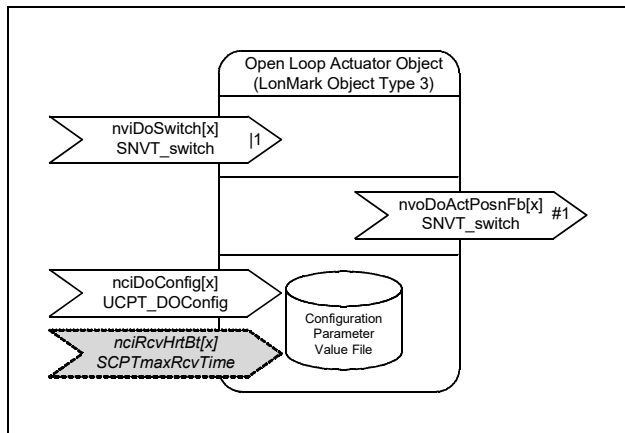 Open Loop Actuator Object
(LonMark Object Type 3)
nviDoSwitch[x]
SNVT_switch
|1
nvoDoActPosnFb[x]
SNVT_switch
#1
nciDoConfig[x]
UCPT_DOConfig
nciRcvHrtBt[x]
SCPTmaxRcvTime
Configuration
Parameter
Value File